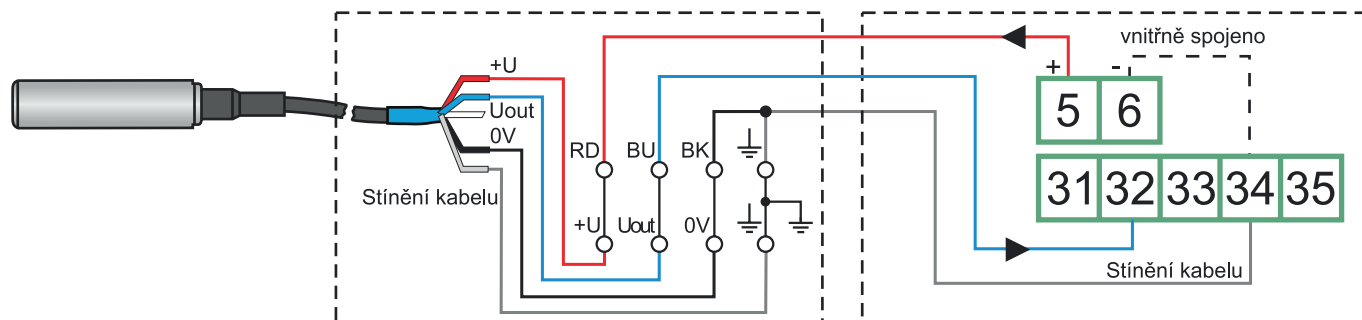 +U
Uout
0V
Stínění kabelu
RD BU BK
+U Uout 0V
vnitřně spojeno
+ -
5 6
31 32 33 34 35
Stínění kabelu